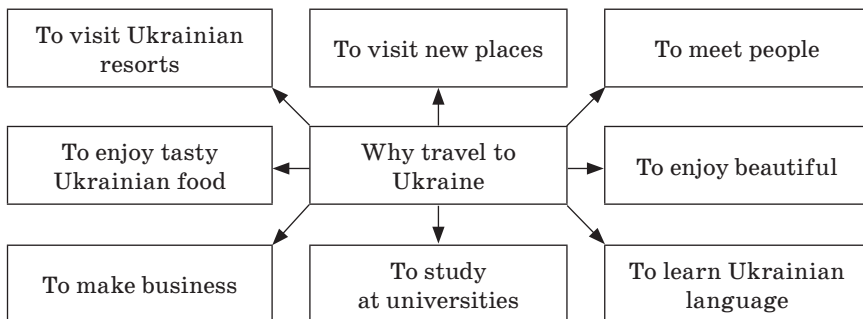 To visit Ukrainian
resorts
To visit new places
To meet people
To enjoy tasty
Ukrainian food
Why travel to
Ukraine
To enjoy beautiful
To make business
To study
at universities
To learn Ukrainian
language